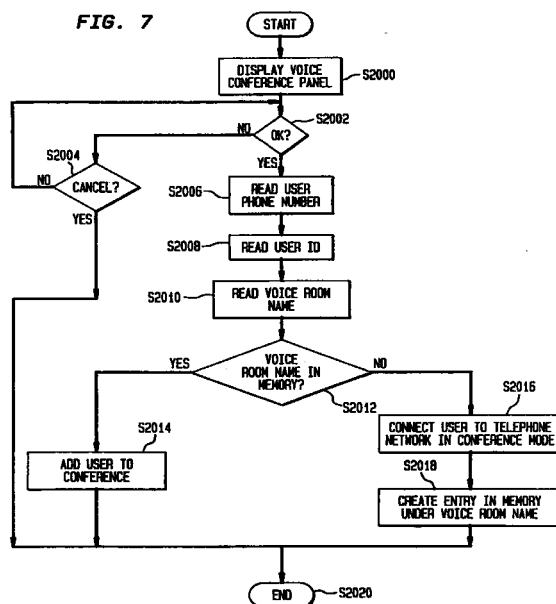 FIG. 7
START
DISPLAY VOICE
CONFERENCE PANEL
S2000
S2002
OK?
NO
YES
S2004
CANCEL?
NO
YES
S2006
READ USER
PHONE NUMBER
S2008
READ USER ID
S2010
READ VOICE ROOM
NAME
VOICE
ROOM NAME IN
MEMORY?
YES
NO
S2012
S2014
ADD USER TO
CONFERENCE
S2016
CONNECT USER TO TELEPHONE
NETWORK IN CONFERENCE MODE
S2018
CREATE ENTRY IN MEMORY
UNDER VOICE ROOM NAME
END
S2020